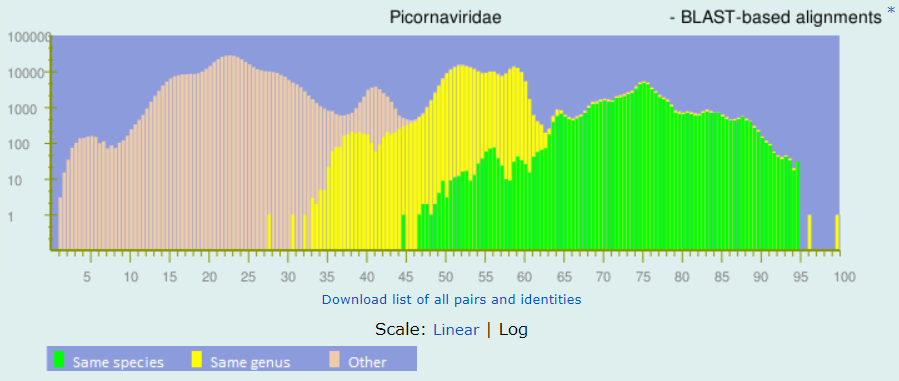 Picornaviridae - BLAST-based alignments *
100000
10000
1000
100
10
1
5 10 15 20 25 30 35 40 45 50 55 60 65 70 75 80 85 90 95 100
Download list of all pairs and identities
Scale: Linear | Log
Same species Same genus Other